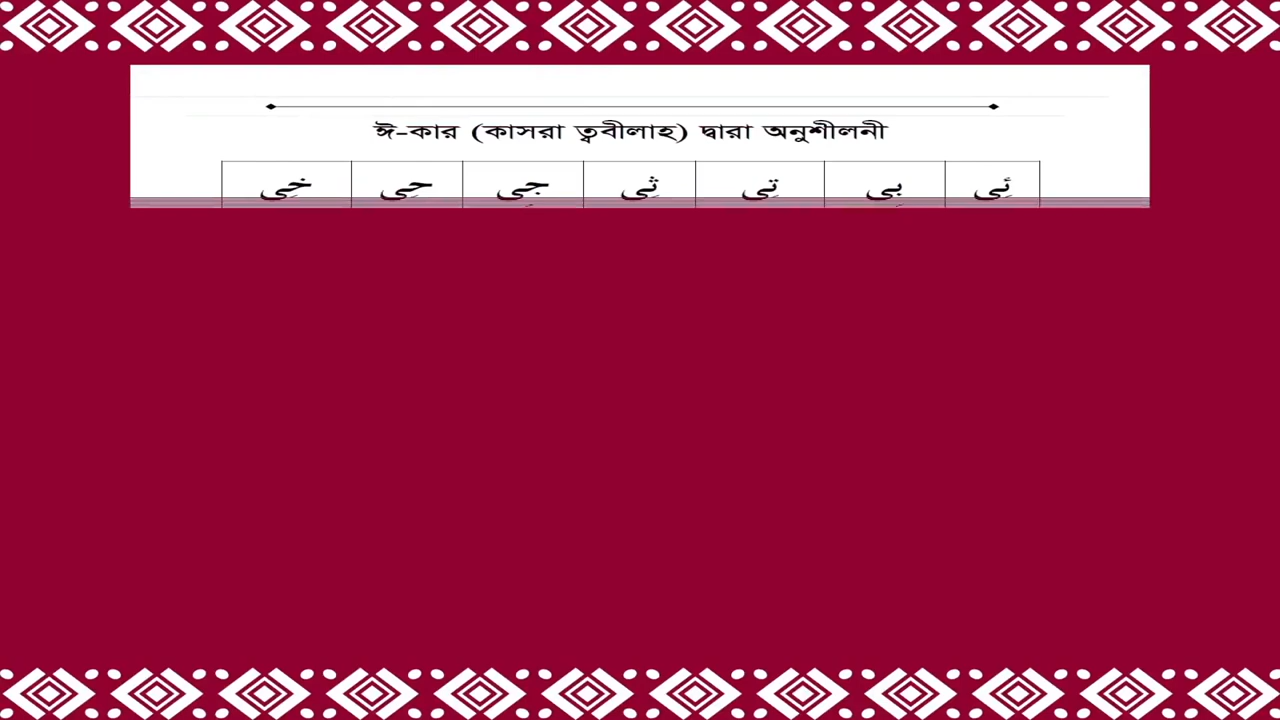 ঈ-কার (কাসরা ত্ববীলাহ) দ্বারা অনুশীলনী
ئِى بِى تِى ثِى جِى حِى خِى